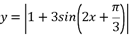 y = |1 + 3sin(2x + π/3)|